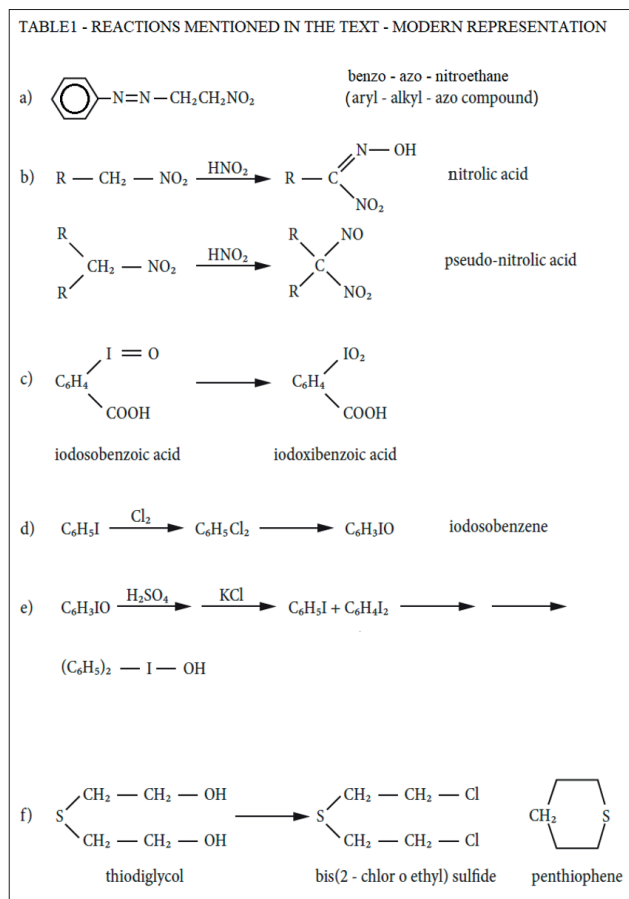 TABLE1 - REACTIONS MENTIONED IN THE TEXT - MODERN REPRESENTATION
a) N=N—CH₂CH₂NO₂ benzo - azo - nitroethane
(aryl - alkyl - azo compound)
N—OH
b) R—CH₂—NO₂ HNO₂ R—C nitrolic acid
NO₂
R R NO
CH₂—NO₂ HNO₂ C pseudo-nitrolic acid
R R NO₂
I=O IO₂
c) C₆H₄ C₆H₄
COOH COOH
iodosobenzoic acid iodoxibenzoic acid
d) C₆H₅I Cl₂ C₆H₅Cl₂ C₆H₃IO iodosobenzene
e) C₆H₃IO H₂SO₄ KCl C₆H₅I + C₆H₄I₂
(C₆H₅)₂—I—OH
CH₂—CH₂—OH CH₂—CH₂—Cl
f) S S CH₂ S
CH₂—CH₂—OH CH₂—CH₂—Cl
thiodiglycol bis(2 - chlor o ethyl) sulfide penthiophene